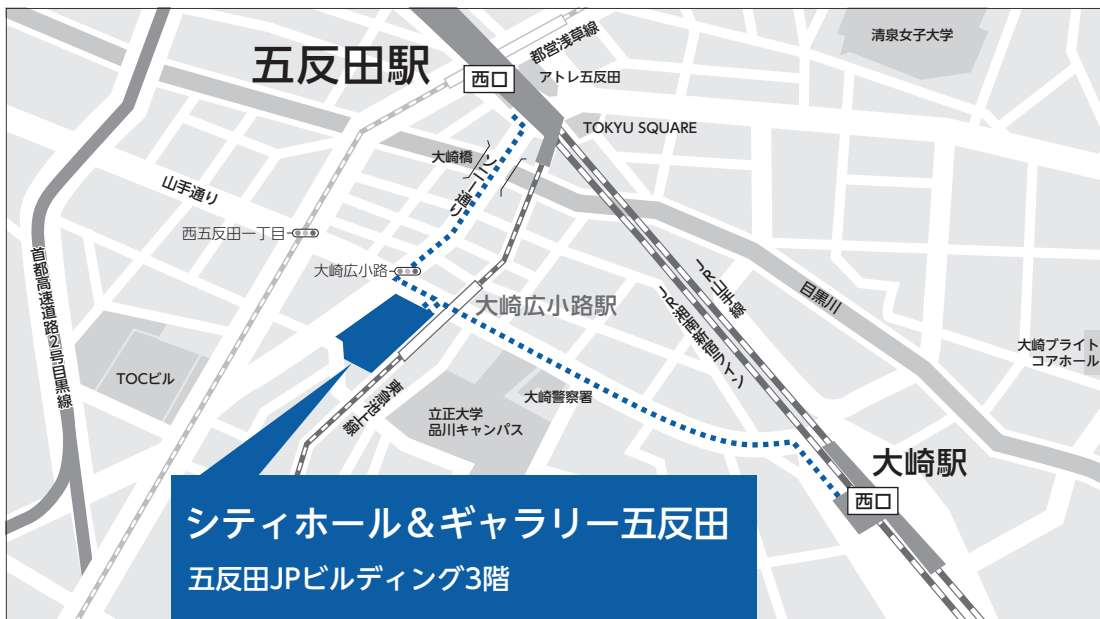 清泉女子大学
都営浅草線
五反田駅
西口
アトレ五反田
TOKYU SQUARE
大崎橋
ソニー通り
山手通り
西五反田一丁目
大崎広小路
大崎広小路駅
首都高速道路2号目黒線
JR山手線
JR湘南新宿ライン
目黒川
大崎ブライト
コアホール
TOCビル
東急池上線
立正大学
品川キャンパス
大崎警察署
大崎駅
西口
シティホール&ギャラリー五反田
五反田JPビルディング3階